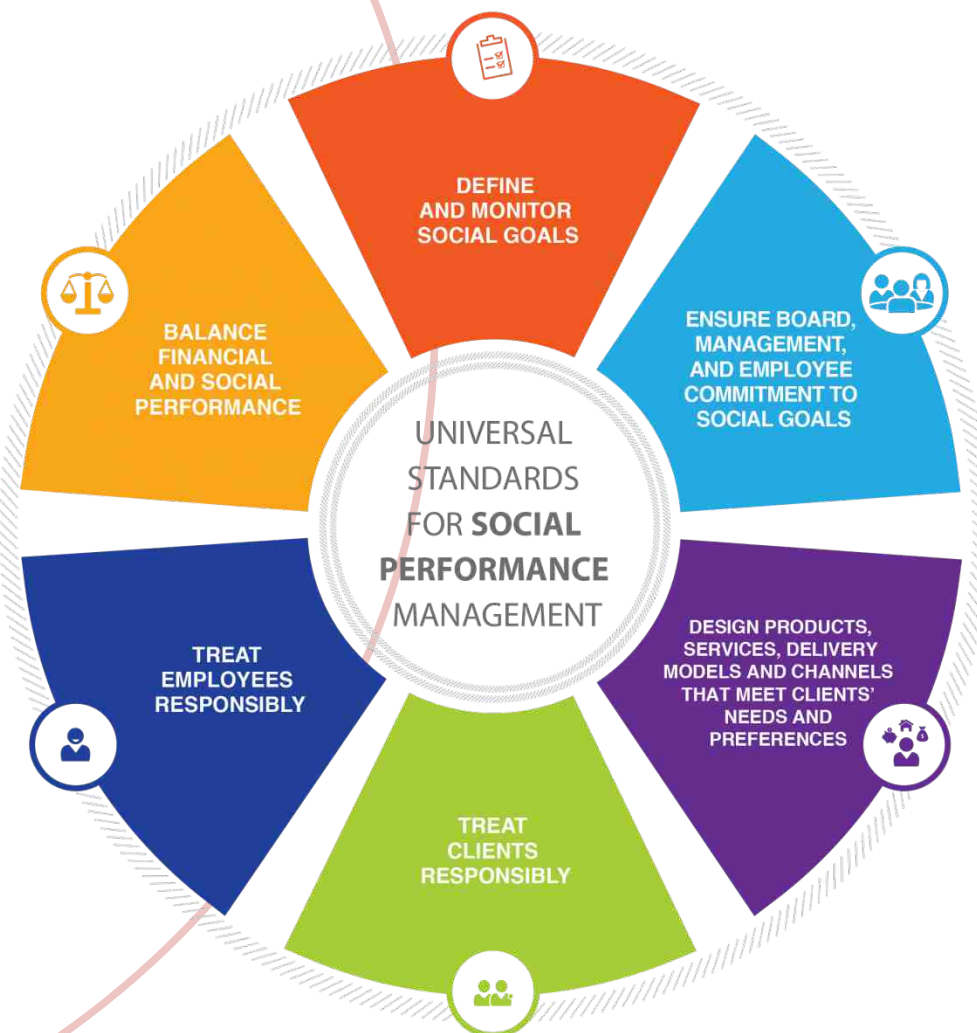 DEFINE
AND MONITOR
SOCIAL GOALS
ENSURE BOARD,
MANAGEMENT,
AND EMPLOYEE
COMMITMENT TO
SOCIAL GOALS
DESIGN PRODUCTS,
SERVICES, DELIVERY
MODELS AND CHANNELS
THAT MEET CLIENTS’
NEEDS AND
PREFERENCES
TREAT
CLIENTS
RESPONSIBLY
TREAT
EMPLOYEES
RESPONSIBLY
BALANCE
FINANCIAL
AND SOCIAL
PERFORMANCE
UNIVERSAL
STANDARDS
FOR SOCIAL
PERFORMANCE
MANAGEMENT